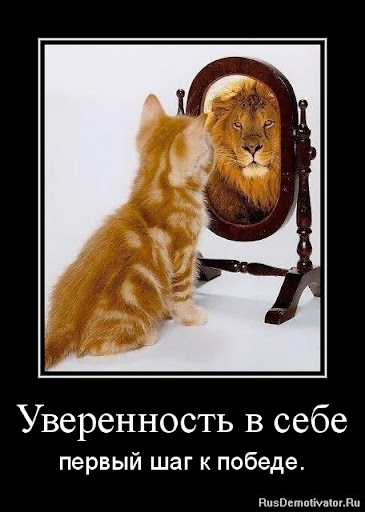 Уверенность в себе
первый шаг к победе.
RusDemotivator.Ru